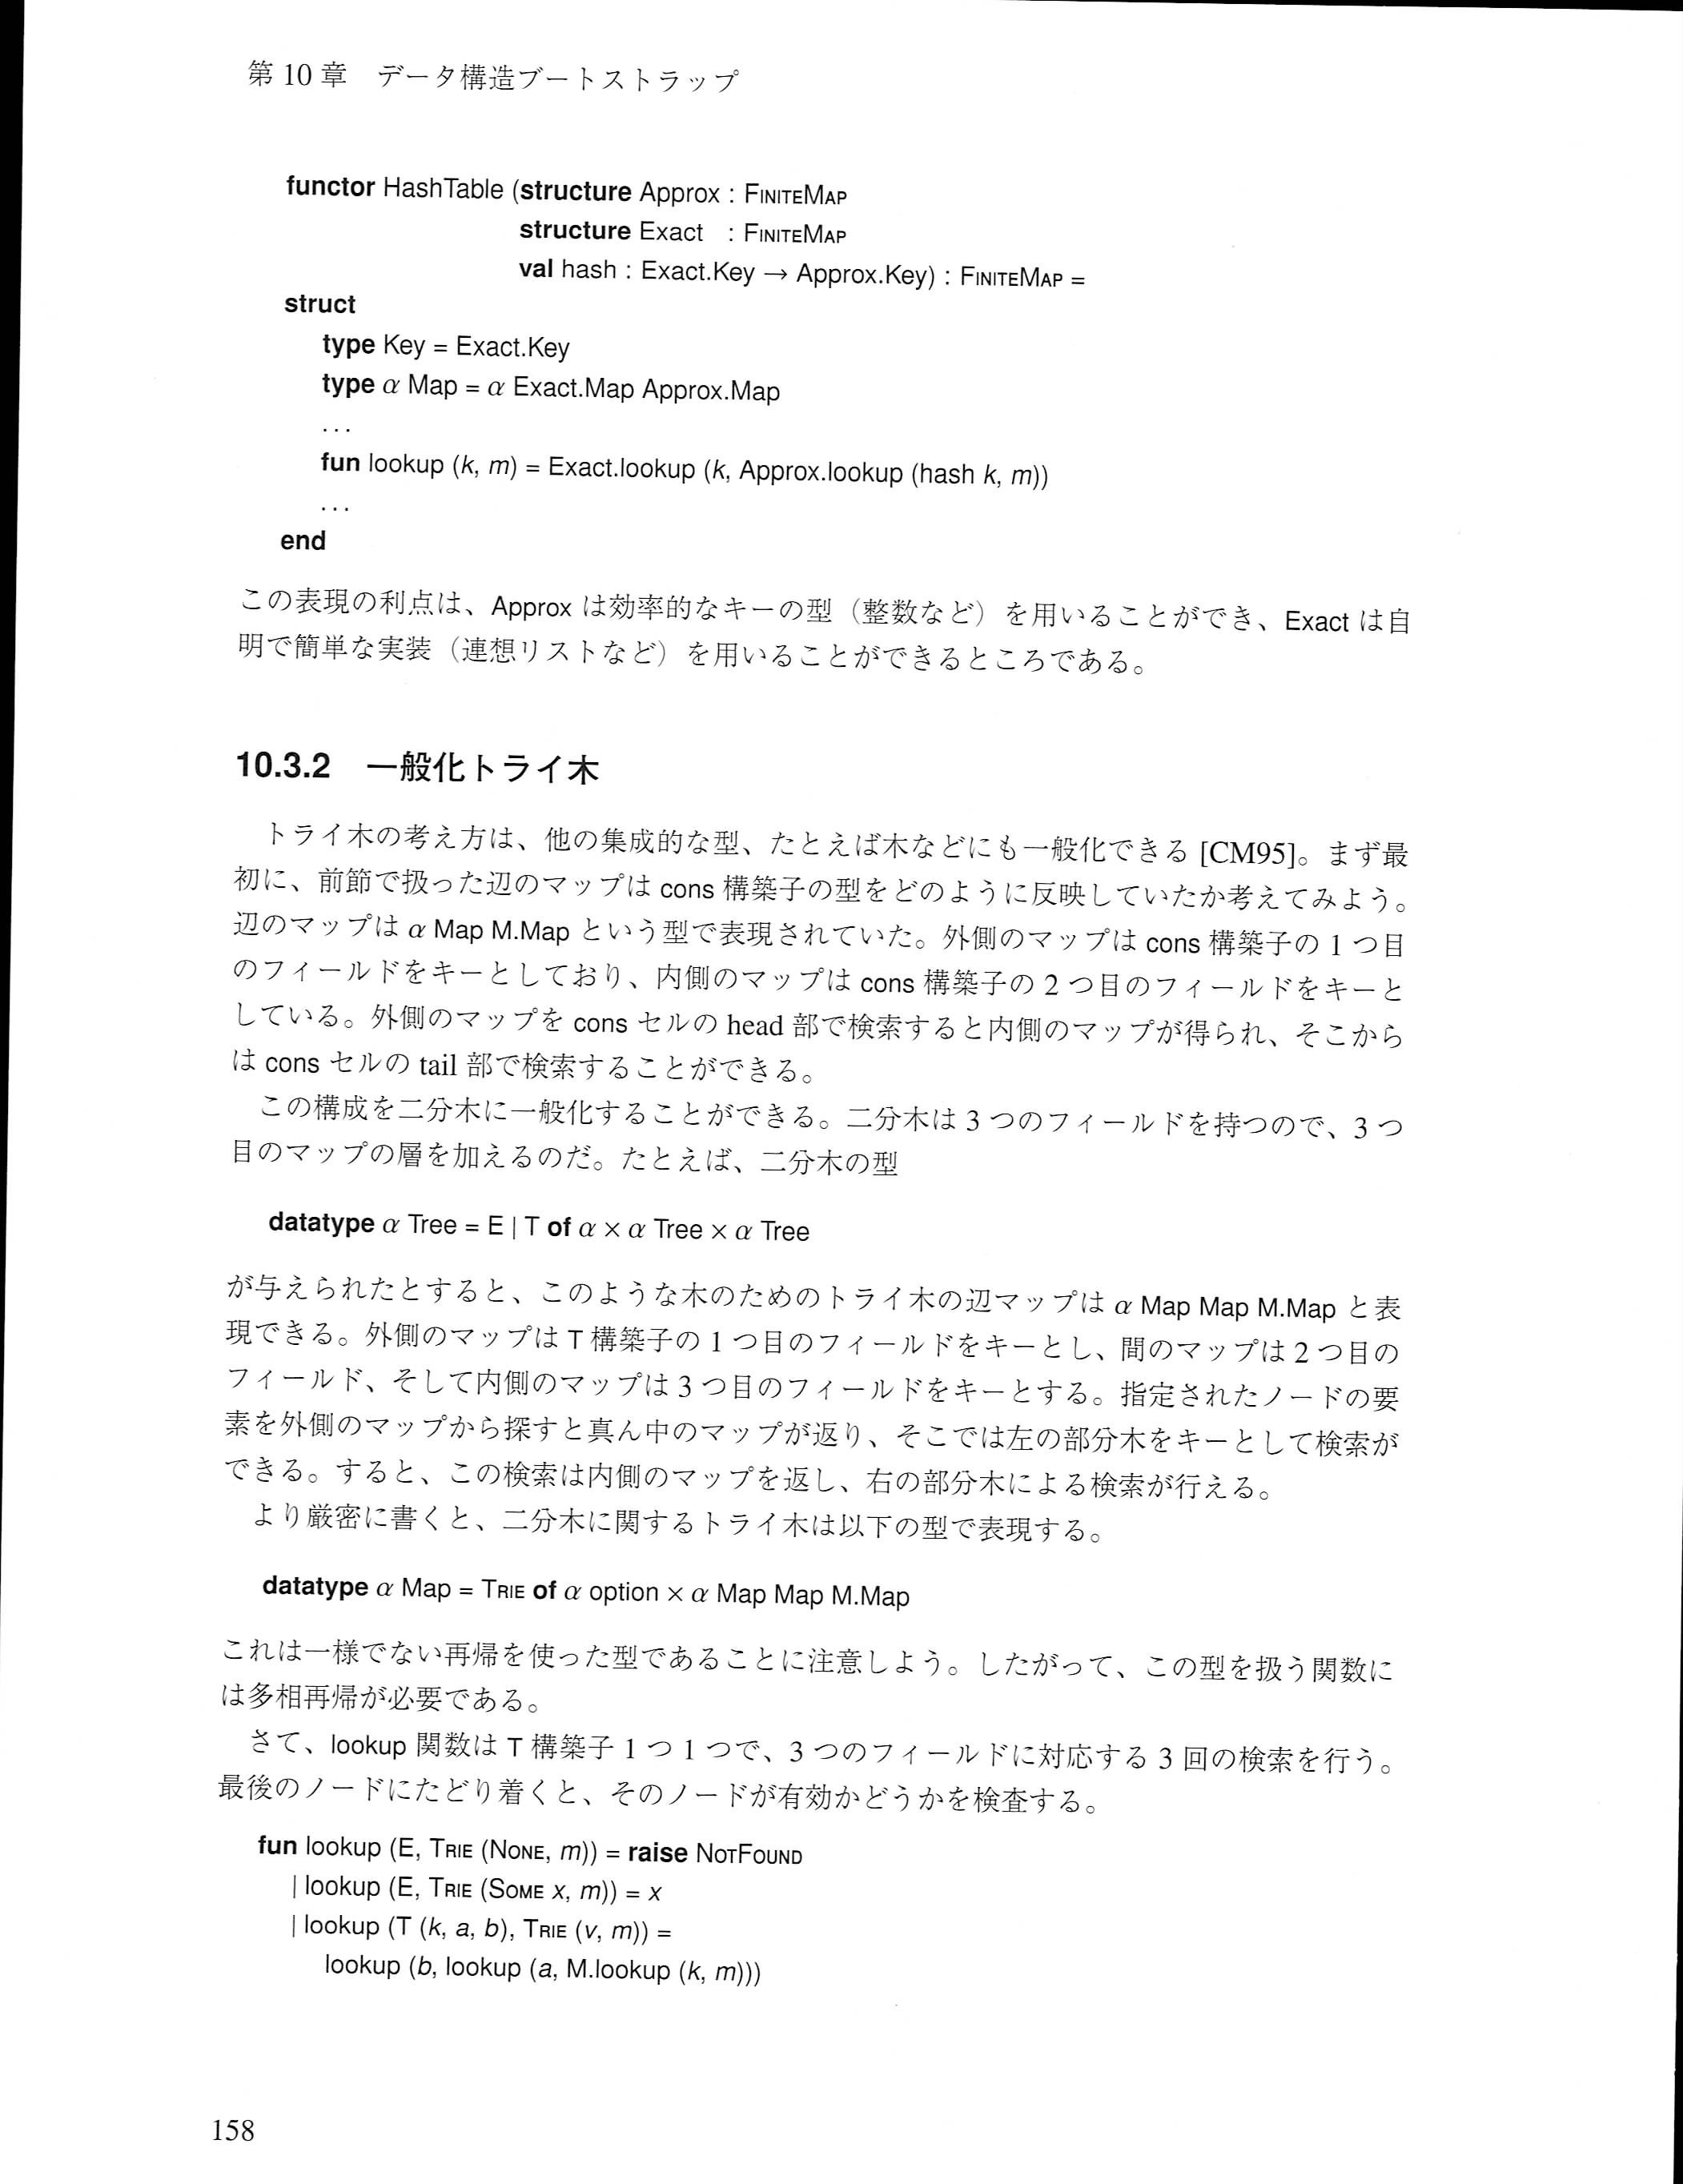 第 10 章　データ構造ブートストラップ
functor HashTable (structure Approx : FINITEMAP
structure Exact : FINITEMAP
val hash : Exact.Key → Approx.Key) : FINITEMAP =
struct
type Key = Exact.Key
type α Map = α Exact.Map Approx.Map
...
fun lookup (k, m) = Exact.lookup (k, Approx.lookup (hash k, m))
...
end
この表現の利点は、Approx は効率的なキーの型（整数など）を用いることができ、Exact は自
明で簡単な実装（連想リストなど）を用いることができるところである。
10.3.2　一般化トライ木
トライ木の考え方は、他の集成的な型、たとえば木などにも一般化できる [CM95]。まず最
初に、前節で扱った辺のマップは cons 構築子の型をどのように反映していたか考えてみよう。
辺のマップは α Map M.Map という型で表現されていた。外側のマップは cons 構築子の 1 つ目
のフィールドをキーとしており、内側のマップは cons 構築子の 2 つ目のフィールドをキーと
している。外側のマップを cons セルの head 部で検索すると内側のマップが得られ、そこから
は cons セルの tail 部で検索することができる。
この構成を二分木に一般化することができる。二分木は 3 つのフィールドを持つので、3 つ
目のマップの層を加えるのだ。たとえば、二分木の型
datatype α Tree = E | T of α × α Tree × α Tree
が与えられたとすると、このような木のためのトライ木の辺マップは α Map Map M.Map と表
現できる。外側のマップは T 構築子の 1 つ目のフィールドをキーとし、間のマップは 2 つ目の
フィールド、そして内側のマップは 3 つ目のフィールドをキーとする。指定されたノードの要
素を外側のマップから探すと真ん中のマップが返り、そこでは左の部分木をキーとして検索が
できる。すると、この検索は内側のマップを返し、右の部分木による検索が行える。
より厳密に書くと、二分木に関するトライ木は以下の型で表現する。
datatype α Map = TRIE of α option × α Map Map M.Map
これは一様でない再帰を使った型であることに注意しよう。したがって、この型を扱う関数に
は多相再帰が必要である。
さて、lookup 関数は T 構築子 1 つ 1 つで、3 つのフィールドに対応する 3 回の検索を行う。
最後のノードにたどり着くと、そのノードが有効かどうかを検査する。
fun lookup (E, TRIE (NONE, m)) = raise NOTFOUND
| lookup (E, TRIE (SOME x, m)) = x
| lookup (T (k, a, b), TRIE (v, m)) =
lookup (b, lookup (a, M.lookup (k, m)))
158